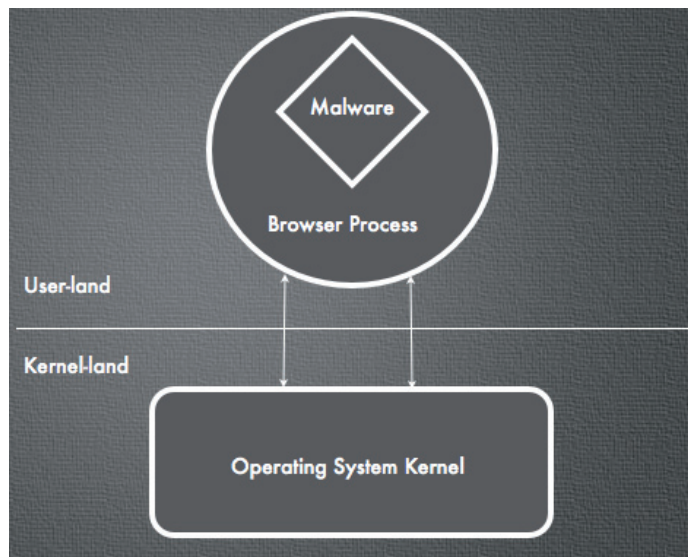 Malware
Browser Process
User-land
Kernel-land
Operating System Kernel